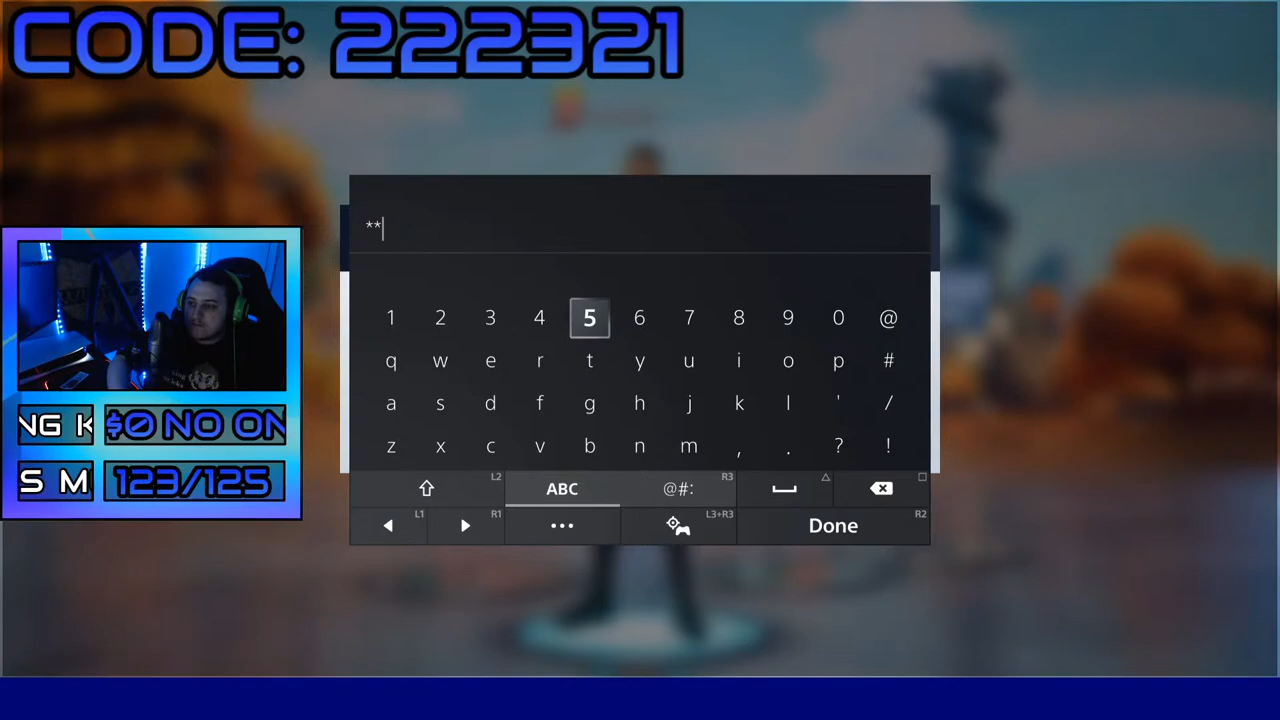 CODE: 222321
**
1 2 3 4 5 6 7 8 9 0 @
q w e r t y u i o p #
a s d f g h j k l ' /
z x c v b n m , . ? !
L2 ABC @#: R3
L1 R1 ... L3+R3 Done R2
NG K $0 NO ON
S M 123/125